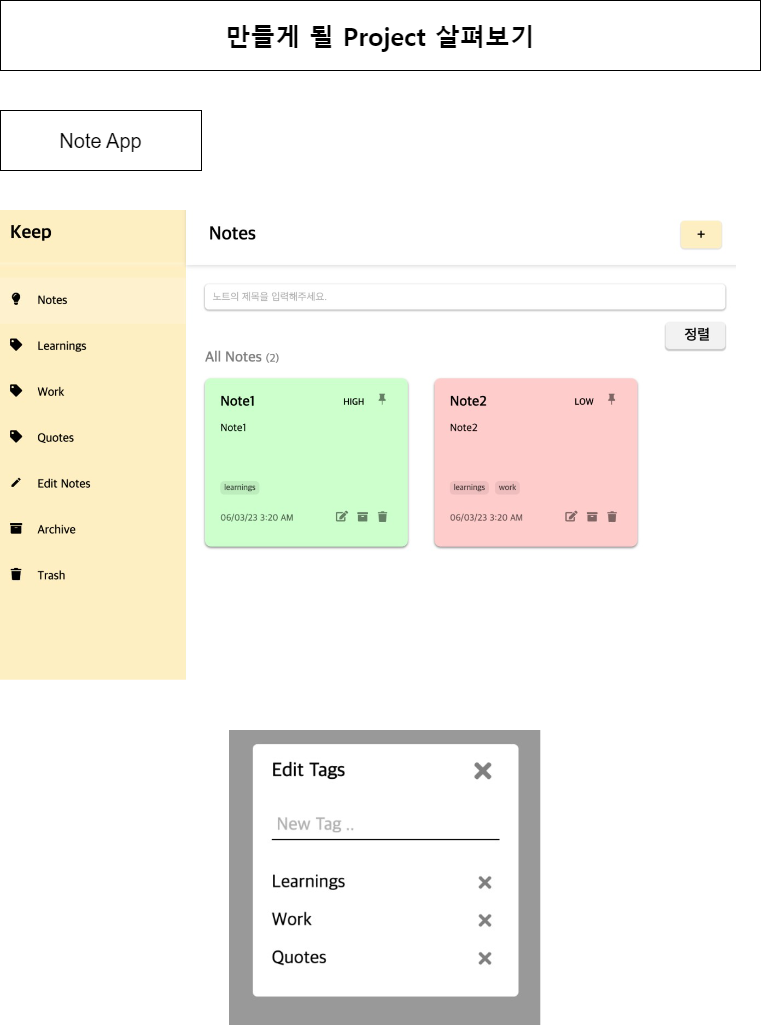 만들게 될 Project 살펴보기
Note App
Keep
Notes
+
Notes
Learnings
Work
Quotes
Edit Notes
Archive
Trash
노트의 제목을 입력해주세요.
정렬
All Notes (2)
Note1 HIGH
Note1
learnings
06/03/23 3:20 AM
Note2 LOW
Note2
learnings work
06/03/23 3:20 AM
Edit Tags
New Tag ..
Learnings
Work
Quotes